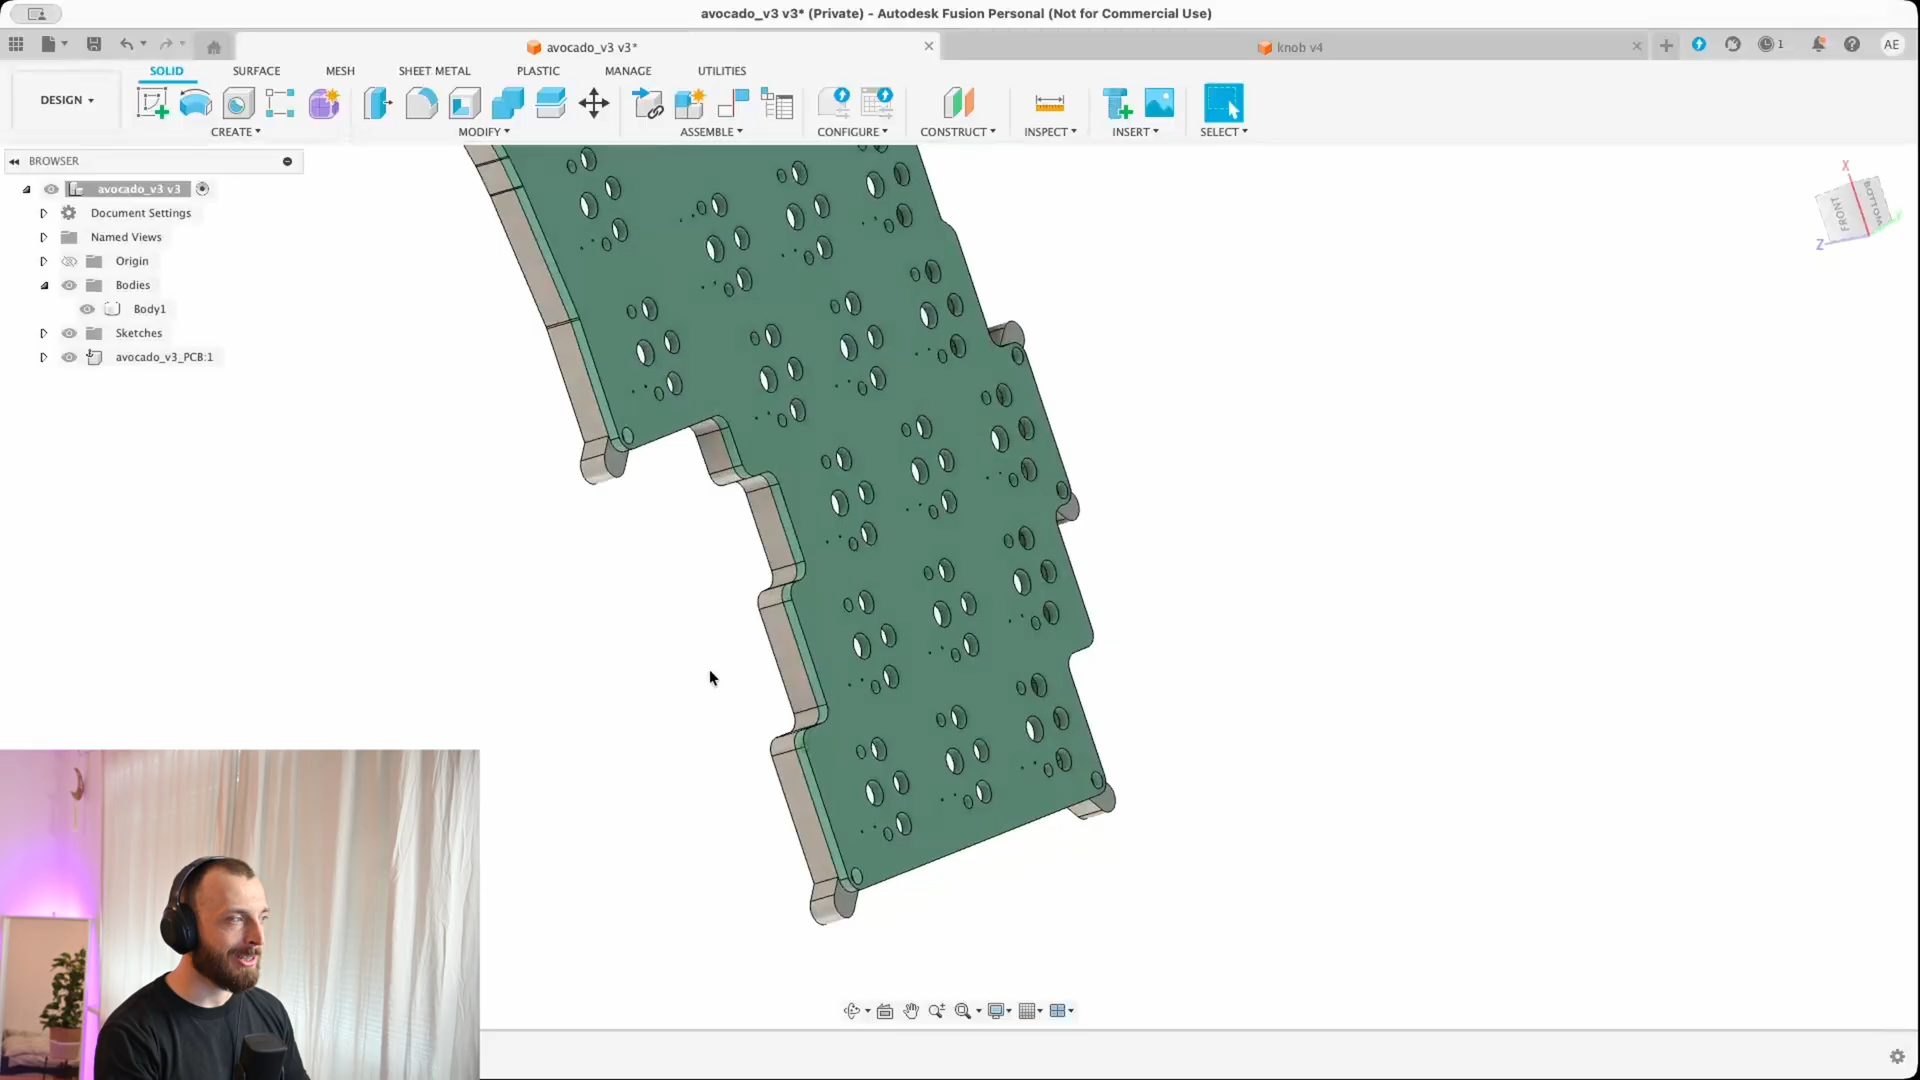 avocado_v3 v3* (Private) - Autodesk Fusion Personal (Not for Commercial Use)
avocado_v3 v3*
knob v4
1
AE
DESIGN
SOLID
SURFACE
MESH
SHEET METAL
PLASTIC
MANAGE
UTILITIES
CREATE
MODIFY
ASSEMBLE
CONFIGURE
CONSTRUCT
INSPECT
INSERT
SELECT
BROWSER
avocado_v3 v3
Document Settings
Named Views
Origin
Bodies
Body1
Sketches
avocado_v3_PCB:1
X
FRONT
BOTTOM
Z